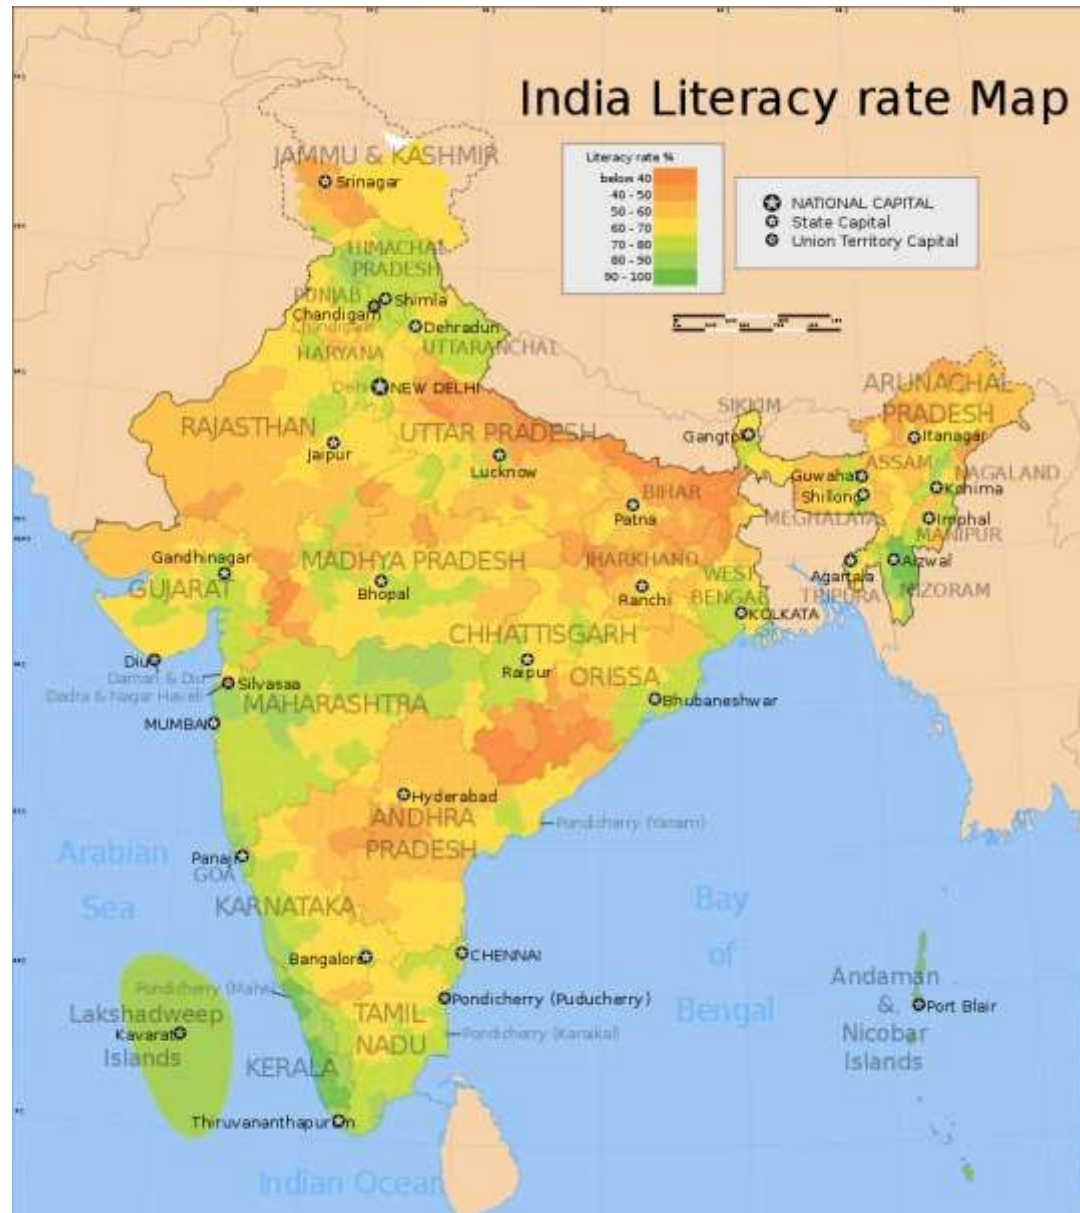 India Literacy rate Map
Literacy rate %
below 40
40 - 50
50 - 60
60 - 70
70 - 80
80 - 90
90 - 100
NATIONAL CAPITAL
State Capital
Union Territory Capital
JAMMU & KASHMIR
Srinagar
HIMACHAL
PRADESH
PUNJAB
Shimla
Chandigarh
Chandigarh
Dehradun
HARYANA
UTTARANCHAL
Delhi
NEW DELHI
RAJASTHAN
Jaipur
UTTAR PRADESH
Lucknow
SIKKIM
Gangtok
ARUNACHAL
PRADESH
Itanagar
ASSAM
NAGALAND
Guwahati
Shillong
Kohima
BIHAR
Patna
MEGHALAYA
Imphal
MANIPUR
Gandhinagar
GUJARAT
MADHYA PRADESH
Bhopal
JHARKHAND
Ranchi
WEST
BENGAL
KOLKATA
Agartala
TRIPURA
Aizwal
MIZORAM
CHHATTISGARH
Raipur
ORISSA
Bhubaneshwar
Diu
Daman & Diu
Dadra & Nagar Haveli
Silvasaa
MAHARASHTRA
MUMBAI
Hyderabad
ANDHRA
PRADESH
Pondicherry (Yanam)
Arabian
Sea
Panaji
GOA
KARNATAKA
Bay
of
Bengal
Bangalore
CHENNAI
Pondicherry (Mahe)
Pondicherry (Puducherry)
TAMIL
NADU
Pondicherry (Karaikal)
Andaman
&
Nicobar
Islands
Port Blair
Lakshadweep
Kavarati
Islands
KERALA
Thiruvananthapuram
Indian Ocean